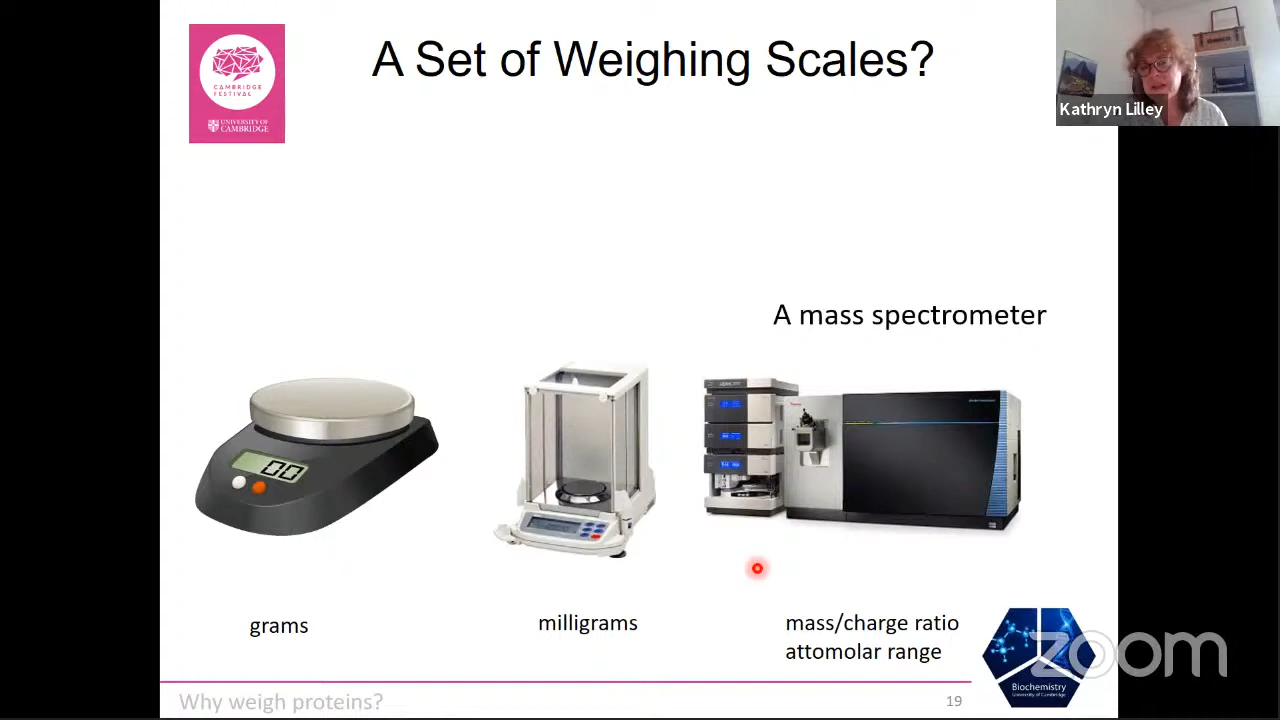 A Set of Weighing Scales?
CAMBRIDGE
FESTIVAL
UNIVERSITY OF
CAMBRIDGE
Kathryn Lilley
A mass spectrometer
00
grams
milligrams
mass/charge ratio
attomolar range
Biochemistry
University of Cambridge
zoom
Why weigh proteins?
19